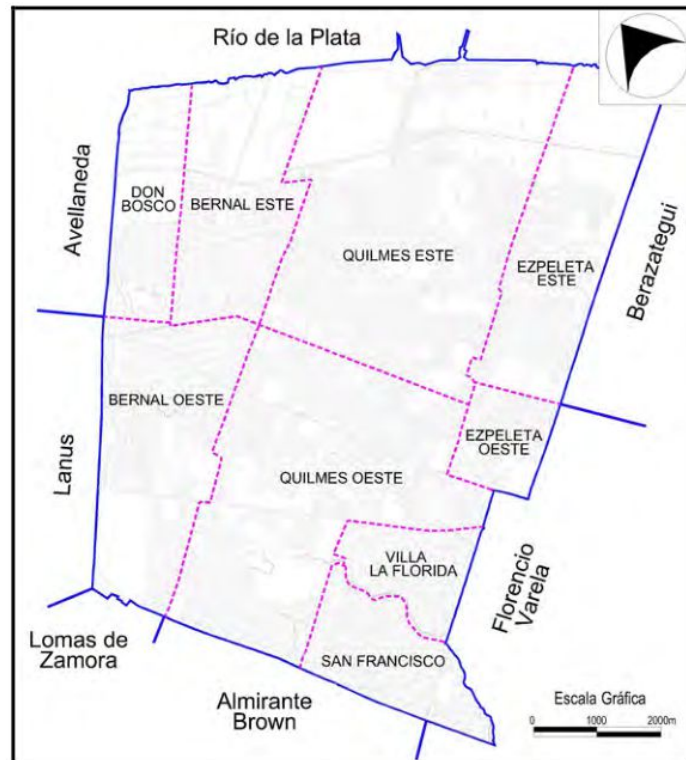 Río de la Plata
Avellaneda
DON
BOSCO
BERNAL ESTE
QUILMES ESTE
EZPELETA
ESTE
Berazategui
BERNAL OESTE
Lanus
QUILMES OESTE
EZPELETA
OESTE
VILLA
LA FLORIDA
Florencio
Varela
Lomas de
Zamora
SAN FRANCISCO
Almirante
Brown
Escala Gráfica
0 1000 2000m